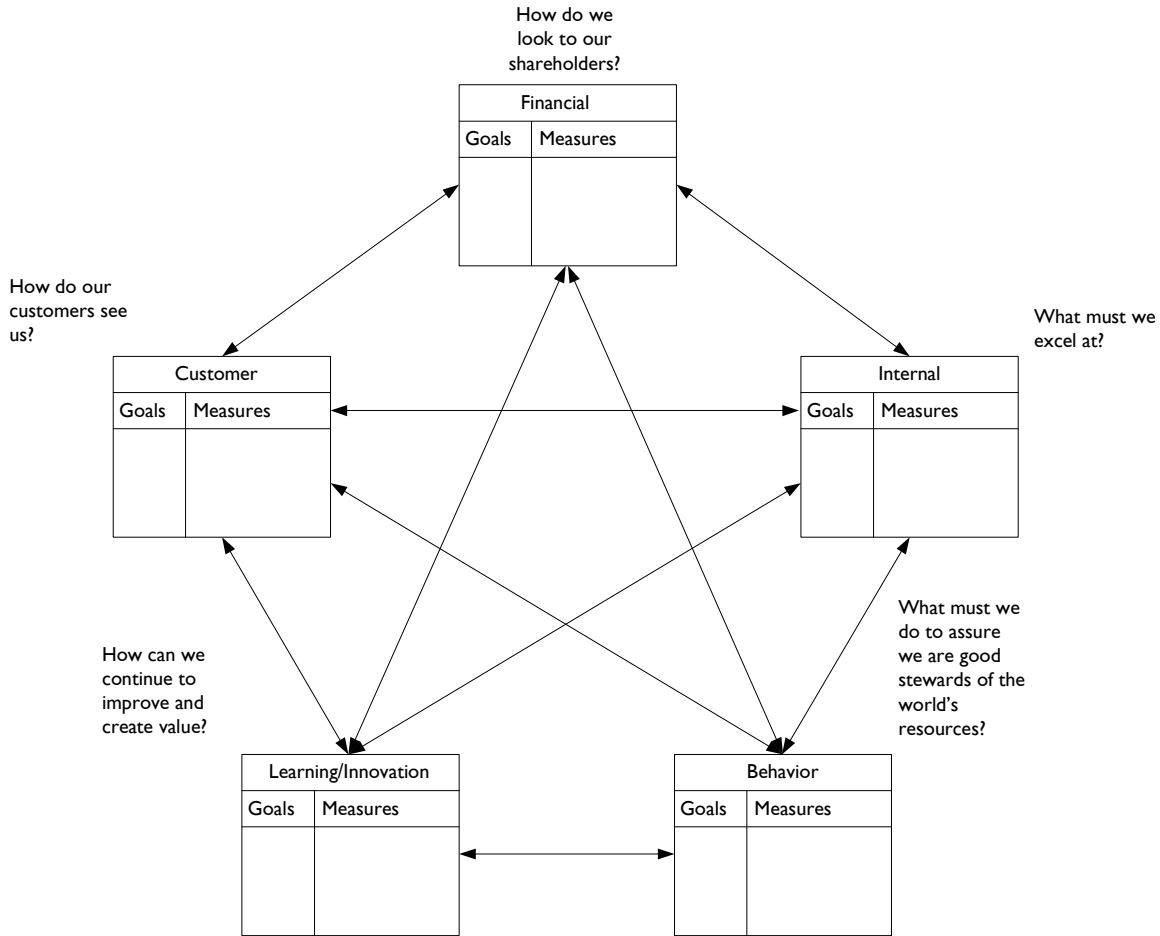 How do we
look to our
shareholders?
Financial
Goals Measures
How do our
customers see
us?
What must we
excel at?
Customer
Goals Measures
Internal
Goals Measures
What must we
do to assure
we are good
stewards of the
world's
resources?
How can we
continue to
improve and
create value?
Learning/Innovation
Goals Measures
Behavior
Goals Measures